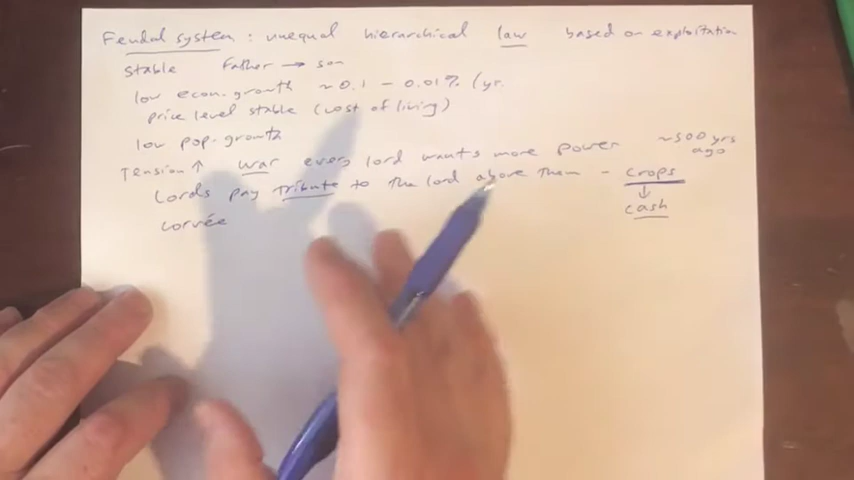 Feudal system : unequal hierarchical law based on exploitation
stable Father → son
low econ. growth ~0.1 - 0.01% (yr.
price level stable (cost of living)
low pop. growth
Tension ↑ war every lord wants more power ~500 yrs ago
Lords pay tribute to the lord above them - crops
↓
corvée cash